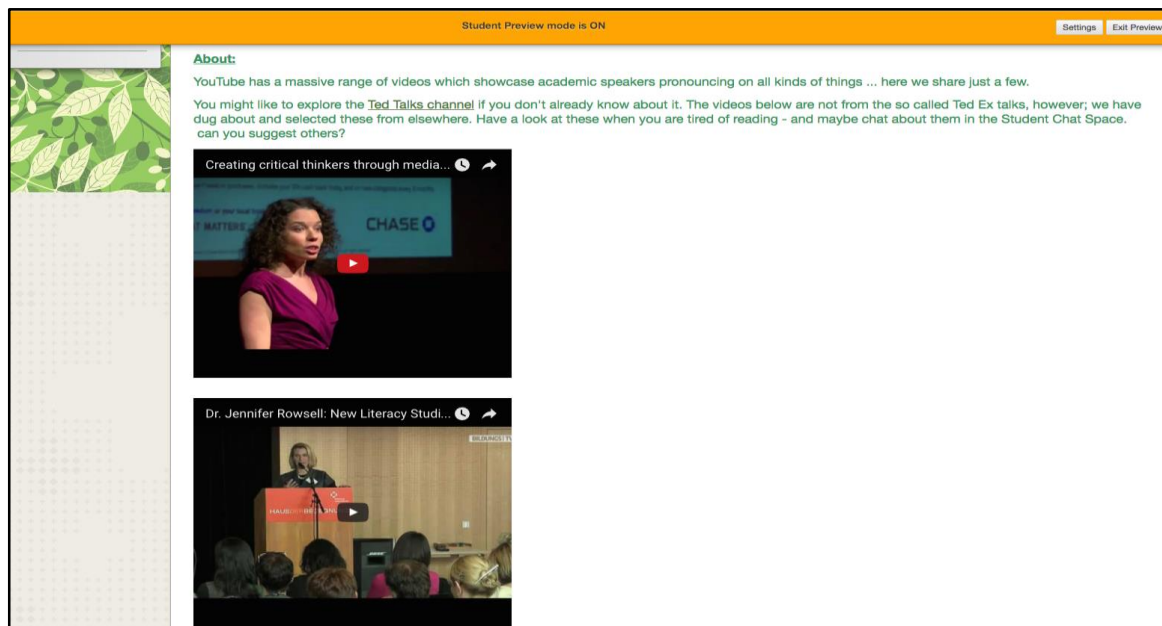 Student Preview mode is ON
Settings
Exit Preview
About:
YouTube has a massive range of videos which showcase academic speakers pronouncing on all kinds of things ... here we share just a few.
You might like to explore the Ted Talks channel if you don't already know about it. The videos below are not from the so called Ted Ex talks, however; we have
dug about and selected these from elsewhere. Have a look at these when you are tired of reading - and maybe chat about them in the Student Chat Space.
can you suggest others?
Creating critical thinkers through media...
MATTERS
CHASE
Dr. Jennifer Rowsell: New Literacy Studi...
BILDUNGS TV
HAUS